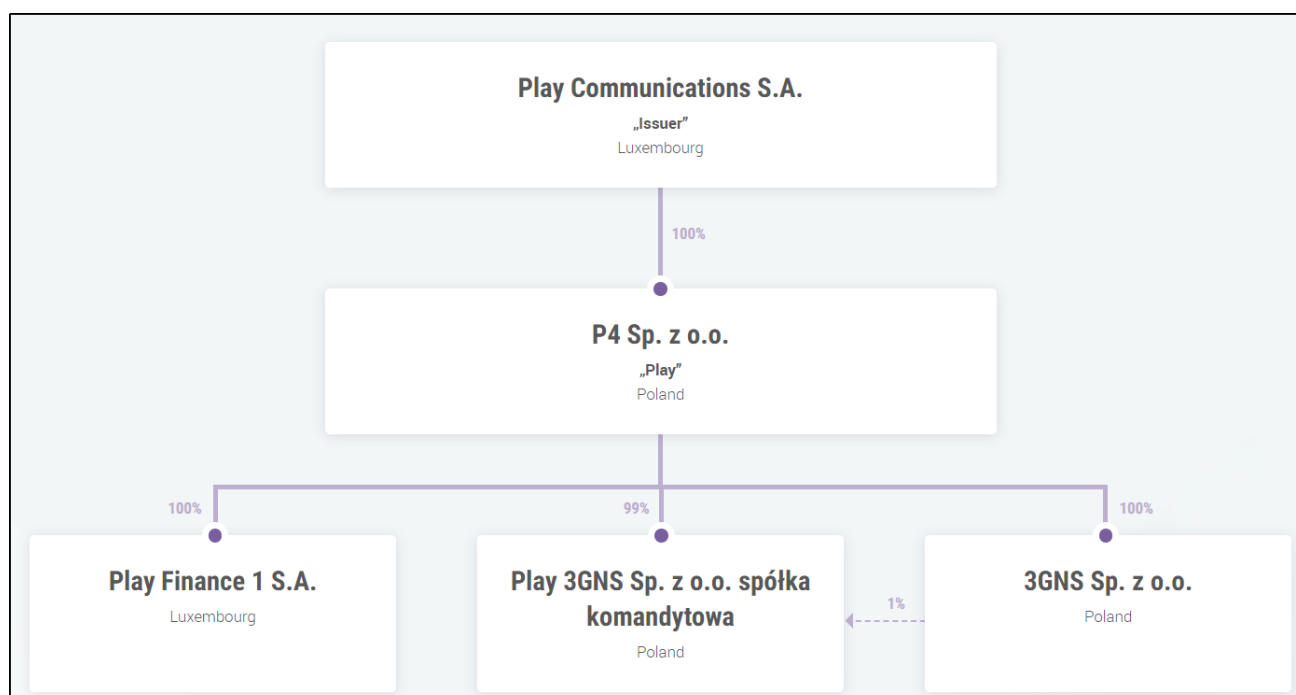 Play Communications S.A.
„Issuer”
Luxembourg
100%
P4 Sp. z o.o.
„Play”
Poland
100%
99%
100%
Play Finance 1 S.A.
Luxembourg
Play 3GNS Sp. z o.o. spółka
komandytowa
Poland
1%
3GNS Sp. z o.o.
Poland